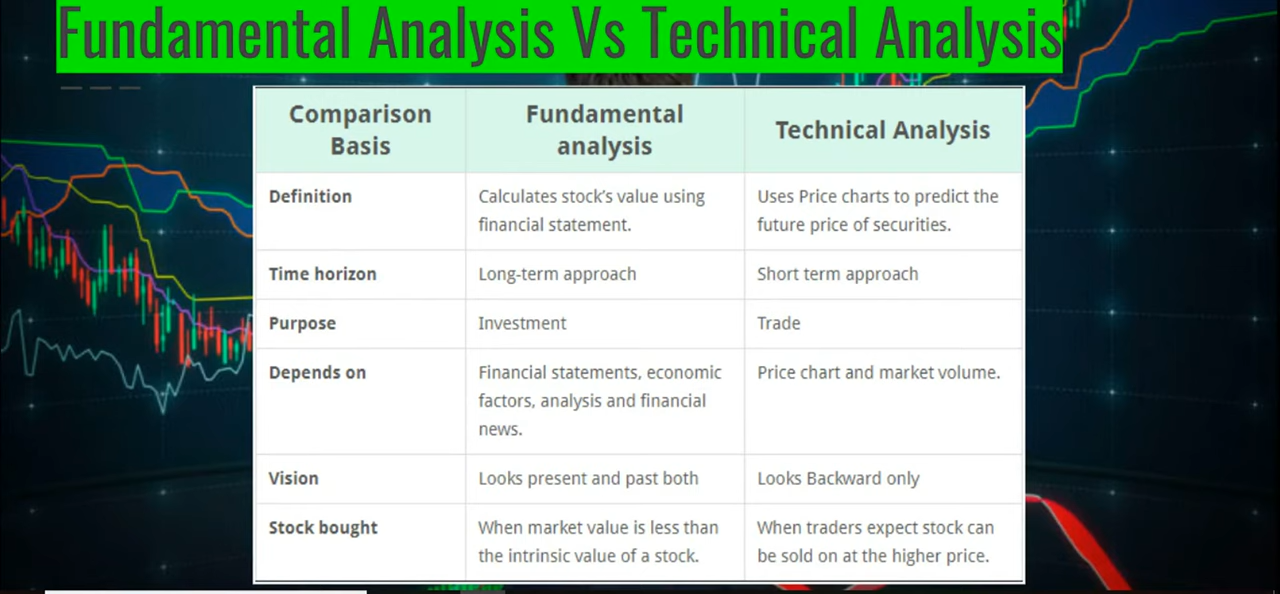 Fundamental Analysis Vs Technical Analysis
Comparison
Basis
Fundamental
analysis
Technical Analysis
Definition
Calculates stock's value using
financial statement.
Uses Price charts to predict the
future price of securities.
Time horizon
Long-term approach
Short term approach
Purpose
Investment
Trade
Depends on
Financial statements, economic
factors, analysis and financial
news.
Price chart and market volume.
Vision
Looks present and past both
Looks Backward only
Stock bought
When market value is less than
the intrinsic value of a stock.
When traders expect stock can
be sold on at the higher price.